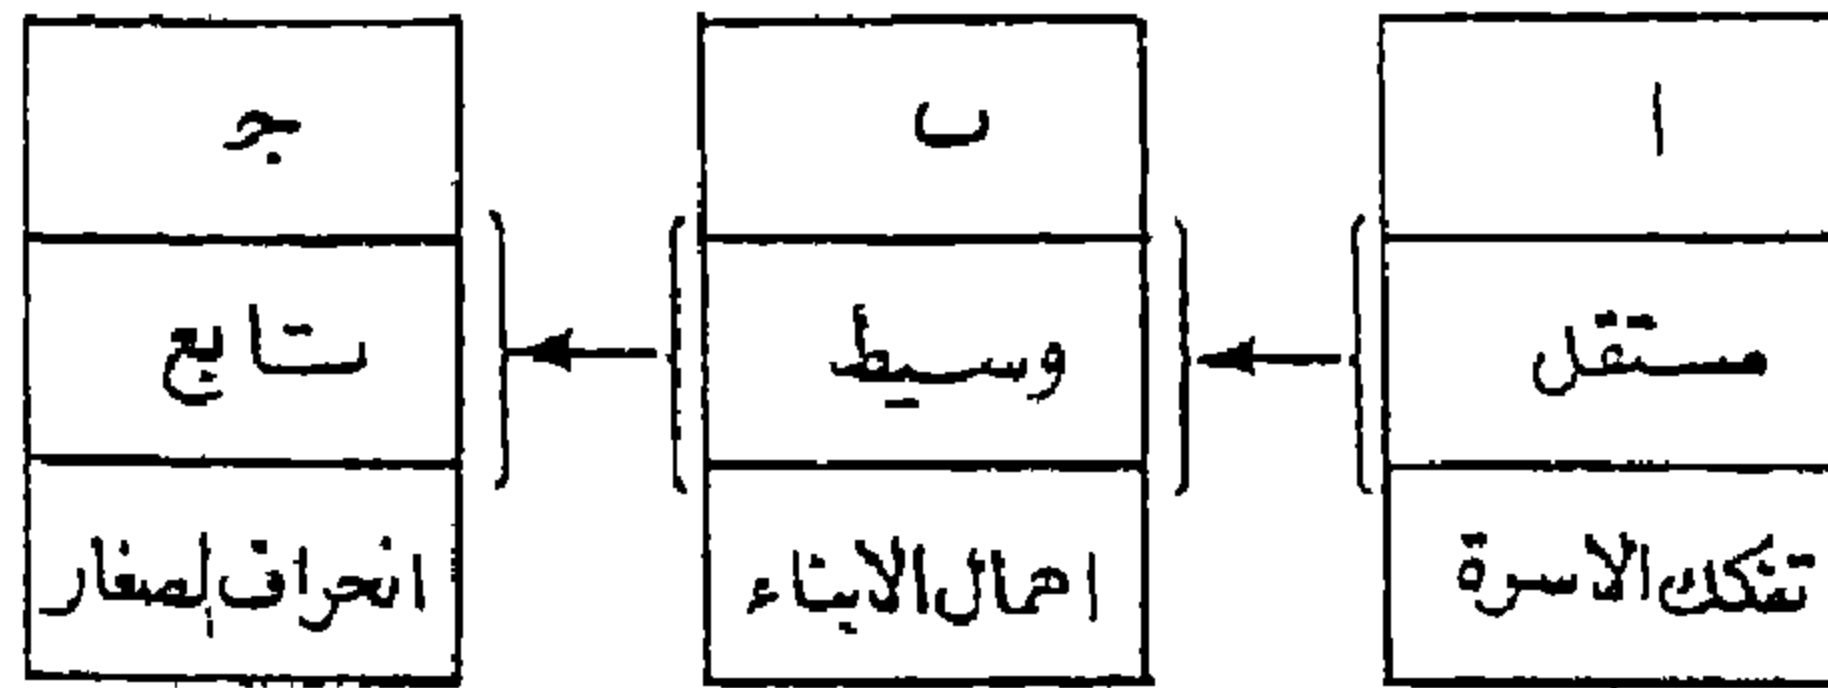 ا
مستقل
تفكك الاسرة
ب
وسيط
اهمال الابناء
جـ
تابع
انحراف الصغار